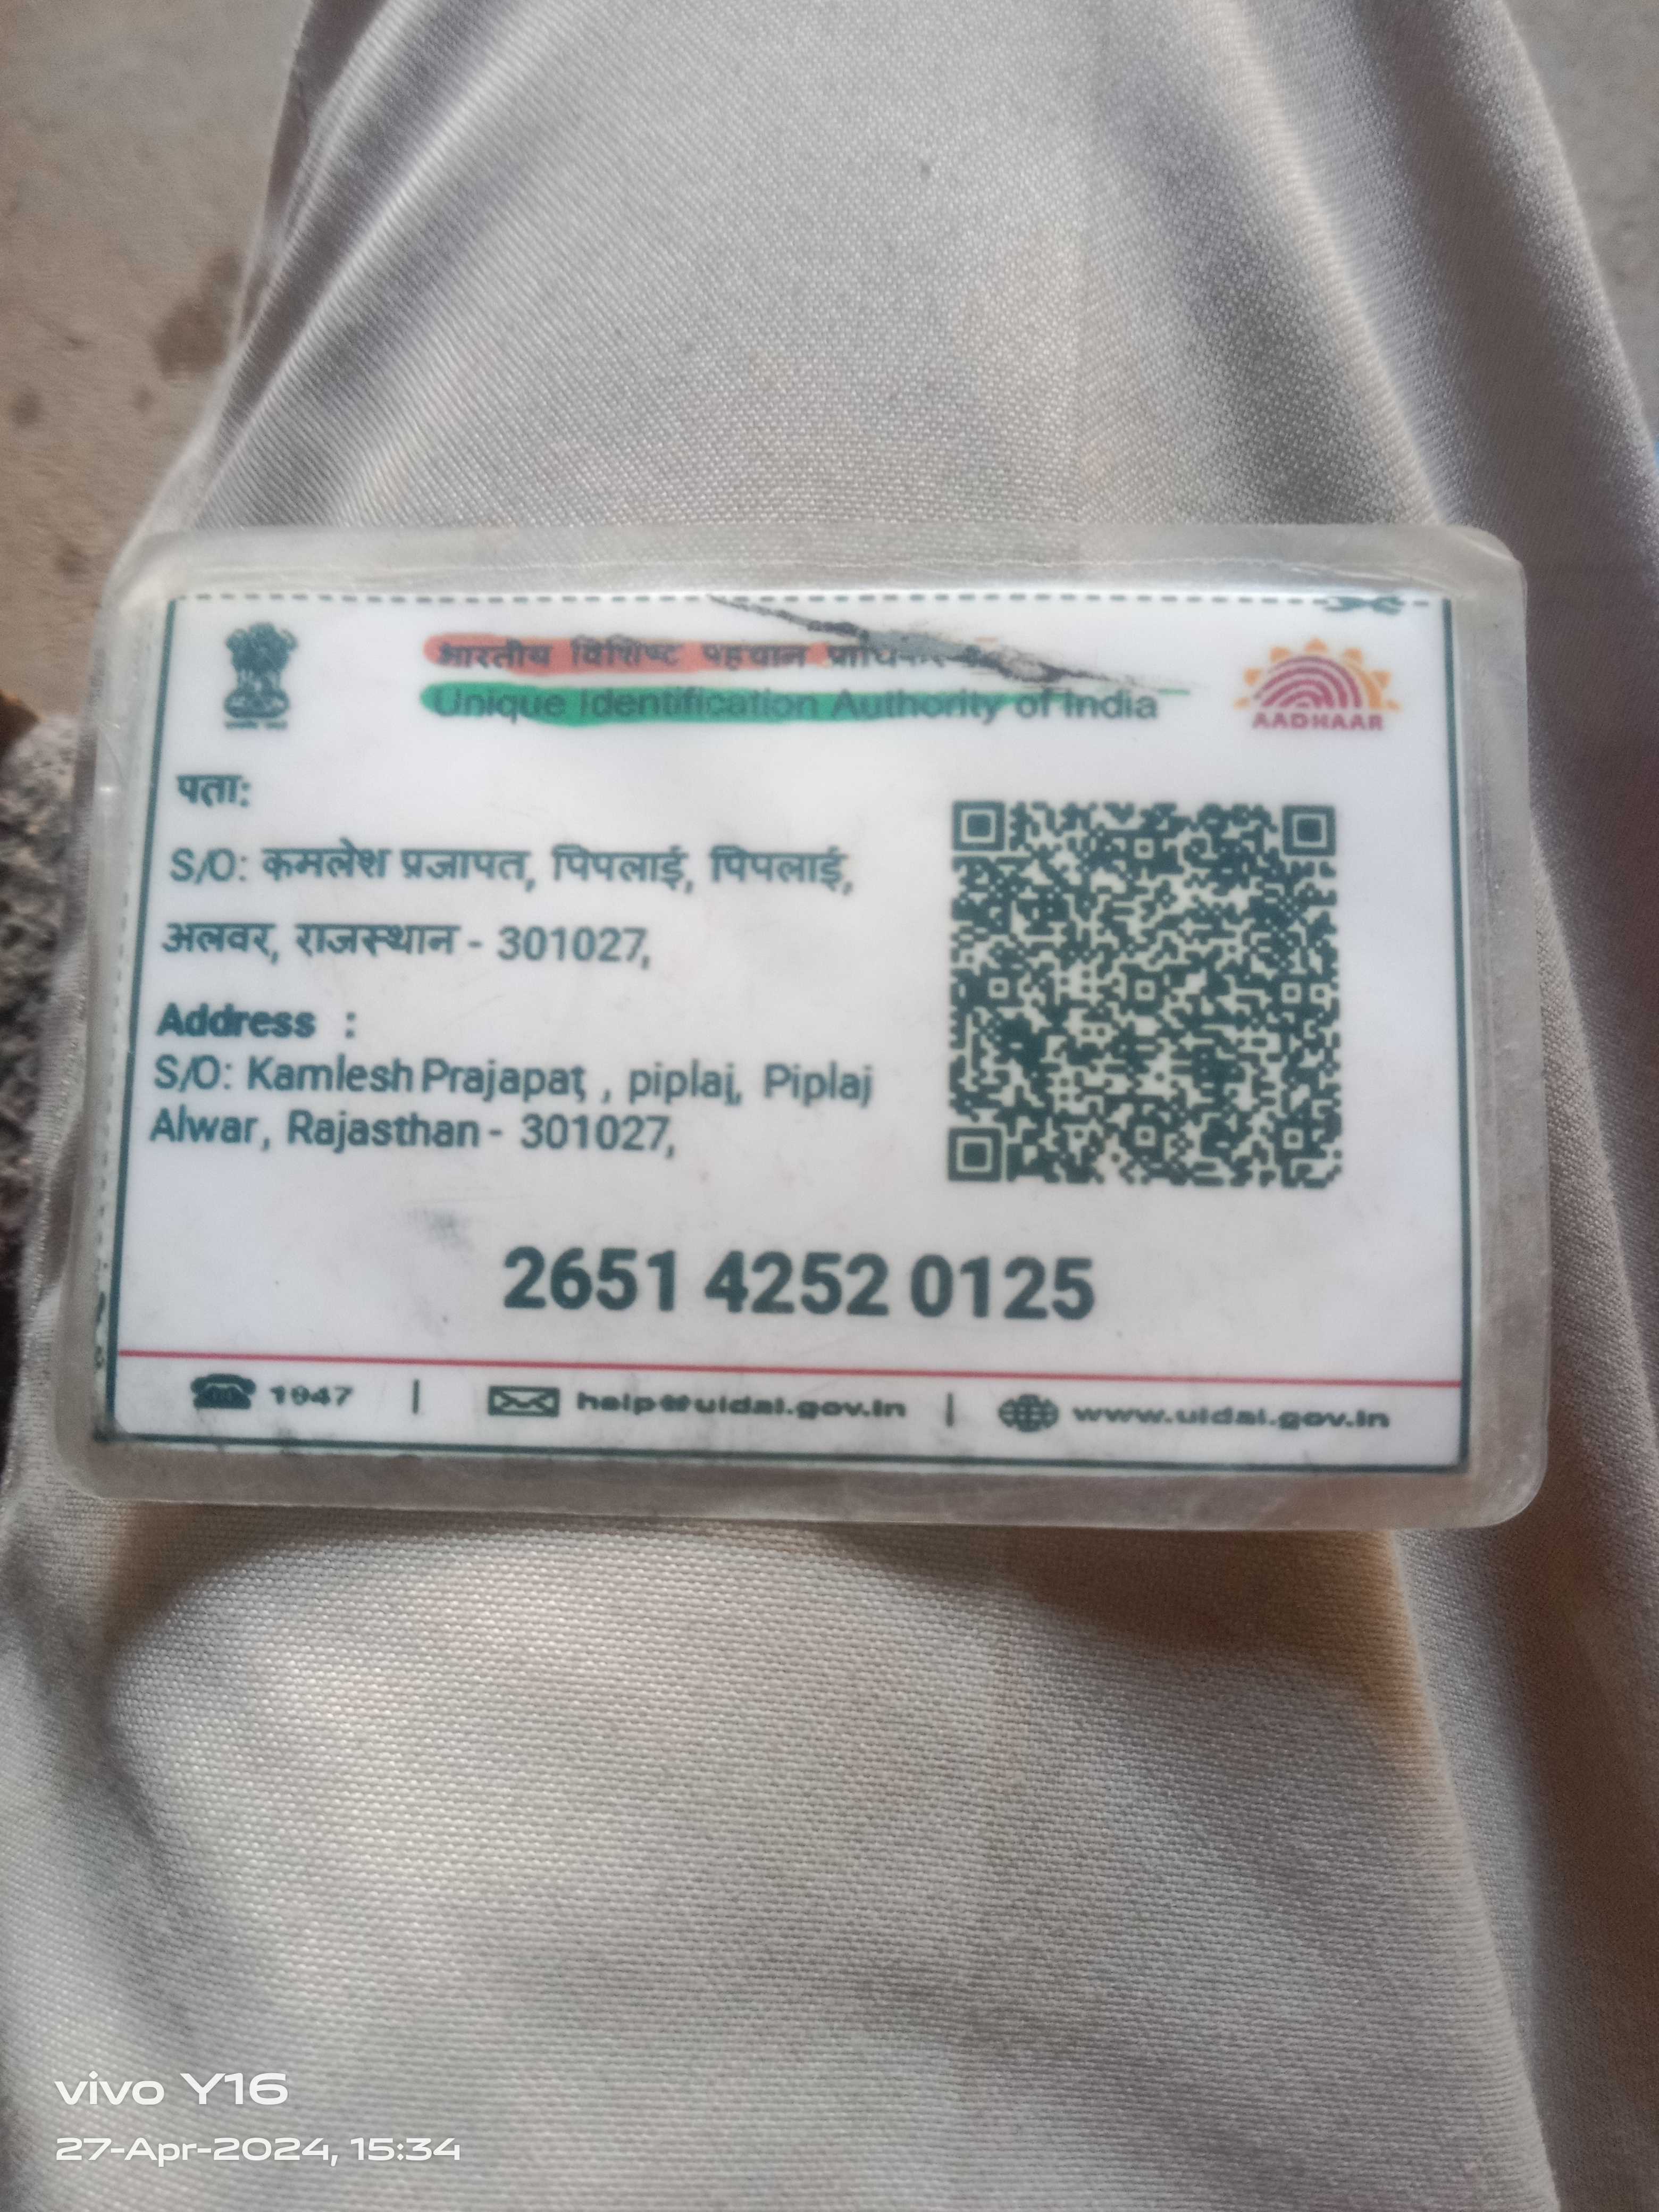 भारतीय विशिष्ट पहचान
Unique Identification Authority of India
AADHAAR
पता:
S/O: कमलेश प्रजापत, पिपलाई, पिपलाई,
अलवर, राजस्थान - 301027,
Address :
S/O: Kamlesh Prajapat , piplaj, Piplaj
Alwar, Rajasthan - 301027,
2651 4252 0125
1947 | help@uidai.gov.in | www.uidai.gov.in
vivo Y16
27-Apr-2024, 15:34